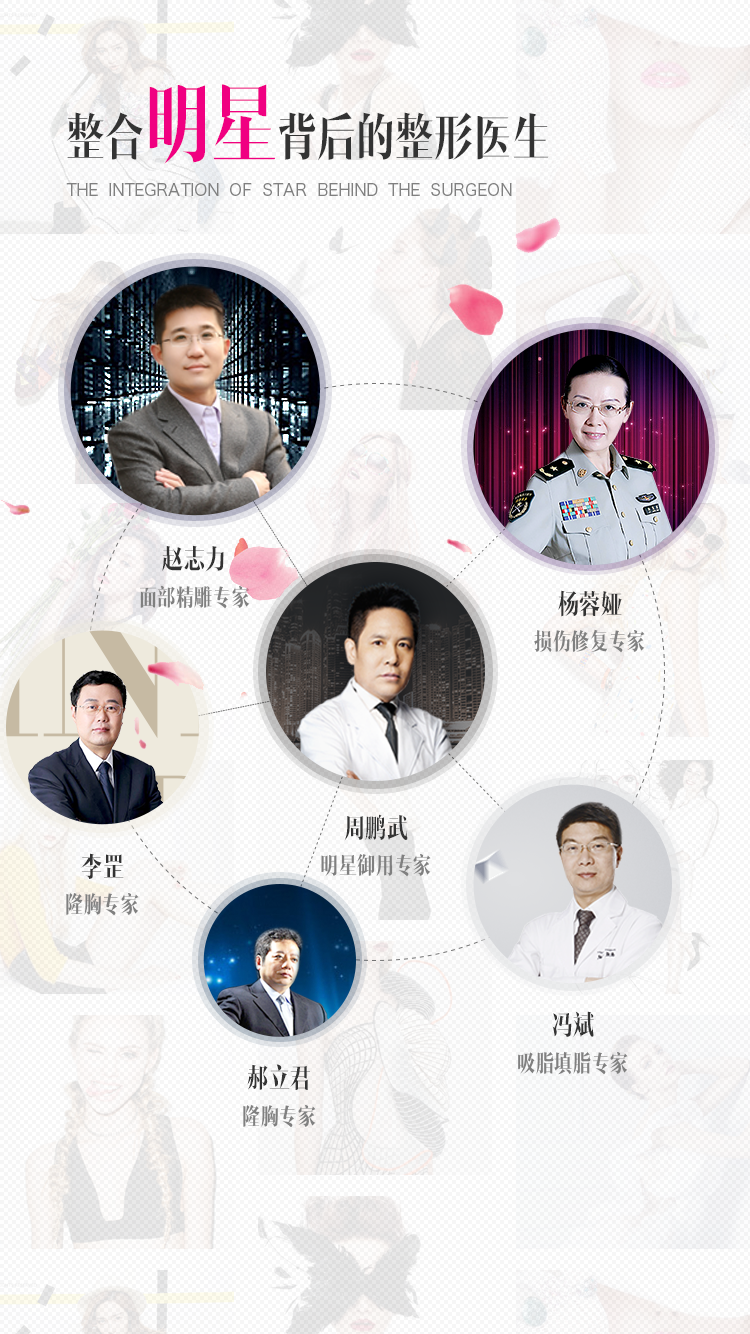 整合明星背后的整形医生
THE INTEGRATION OF STAR BEHIND THE SURGEON
赵志力
面部精雕专家
杨蓉娅
损伤修复专家
周鹏武
明星御用专家
李罡
隆胸专家
冯斌
吸脂填脂专家
郝立君
隆胸专家